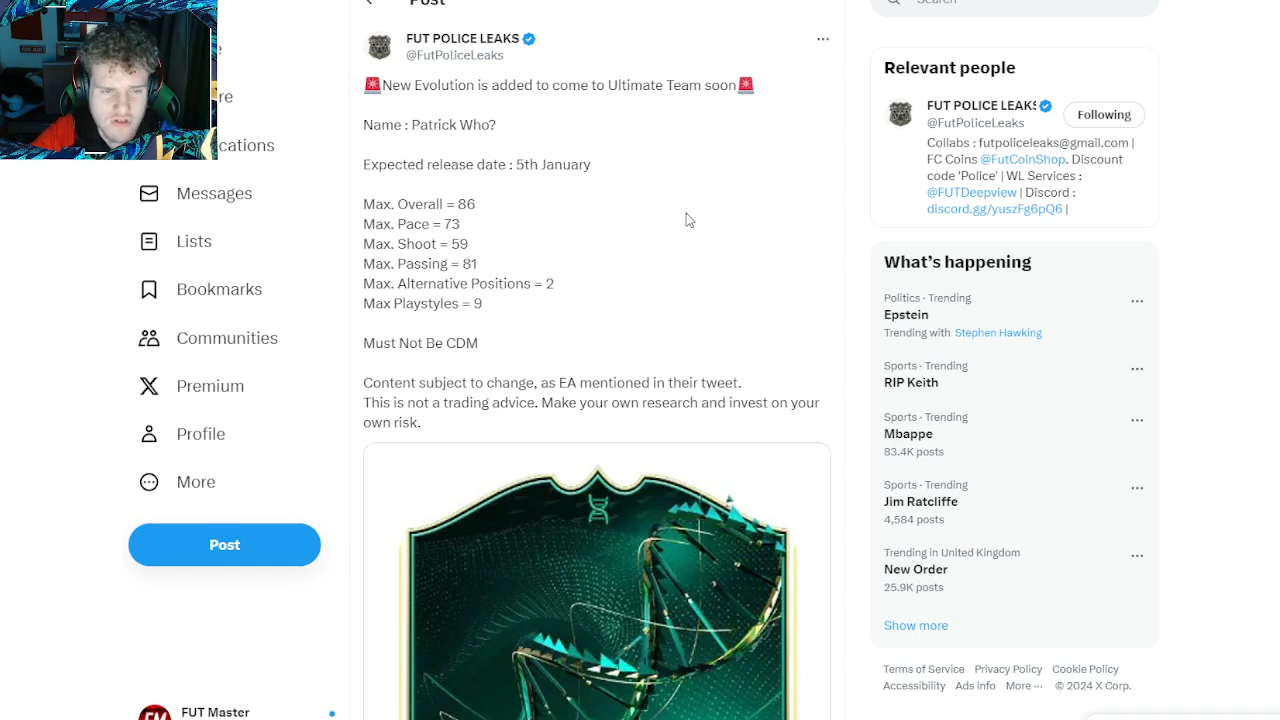 Post
FUT POLICE LEAKS
@FutPoliceLeaks
🚨New Evolution is added to come to Ultimate Team soon🚨
Name : Patrick Who?
Expected release date : 5th January
Max. Overall = 86
Max. Pace = 73
Max. Shoot = 59
Max. Passing = 81
Max. Alternative Positions = 2
Max Playstyles = 9
Must Not Be CDM
Content subject to change, as EA mentioned in their tweet.
This is not a trading advice. Make your own research and invest on your
own risk.
Messages
Lists
Bookmarks
Communities
Premium
Profile
More
Post
FUT Master
Search
Relevant people
FUT POLICE LEAKS
@FutPoliceLeaks
Following
Collabs : futpoliceleaks@gmail.com |
FC Coins @FutCoinShop. Discount
code 'Police' | WL Services :
@FUTDeepview | Discord :
discord.gg/yuszFg6pQ6 |
What's happening
Politics · Trending
Epstein
Trending with Stephen Hawking
Sports · Trending
RIP Keith
Sports · Trending
Mbappe
83.4K posts
Sports · Trending
Jim Ratcliffe
4,584 posts
Trending in United Kingdom
New Order
25.9K posts
Show more
Terms of Service Privacy Policy Cookie Policy
Accessibility Ads info More ··· © 2024 X Corp.